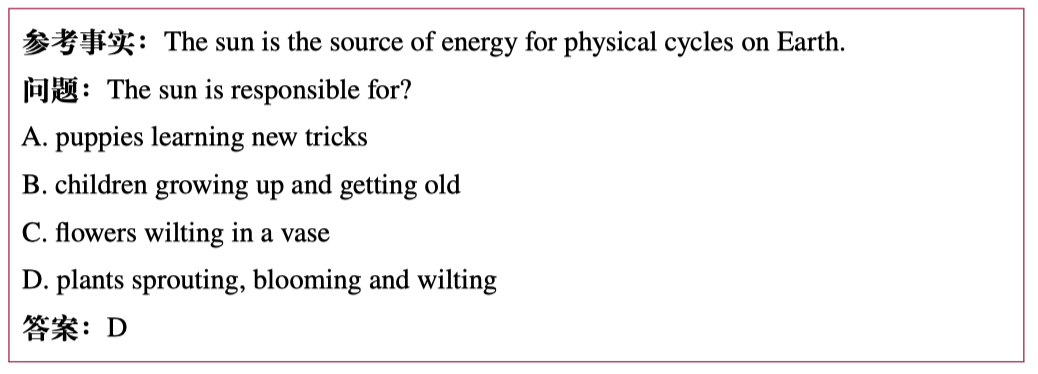 参考事实：The sun is the source of energy for physical cycles on Earth.
问题：The sun is responsible for?
A. puppies learning new tricks
B. children growing up and getting old
C. flowers wilting in a vase
D. plants sprouting, blooming and wilting
答案：D